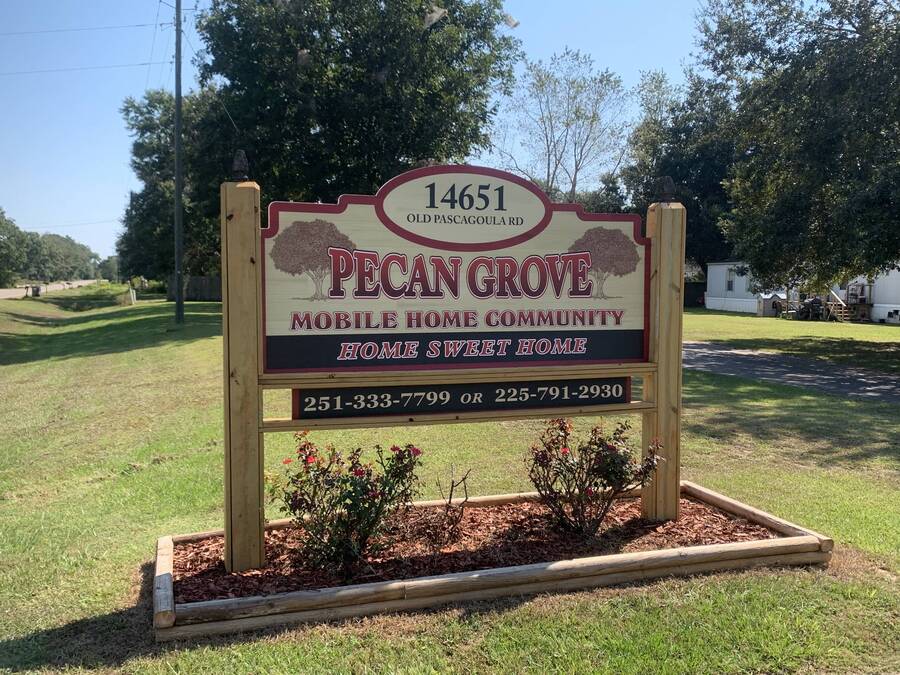 14651
OLD PASCAGOULA RD
PECAN GROVE
MOBILE HOME COMMUNITY
HOME SWEET HOME
251-333-7799 OR 225-791-2930